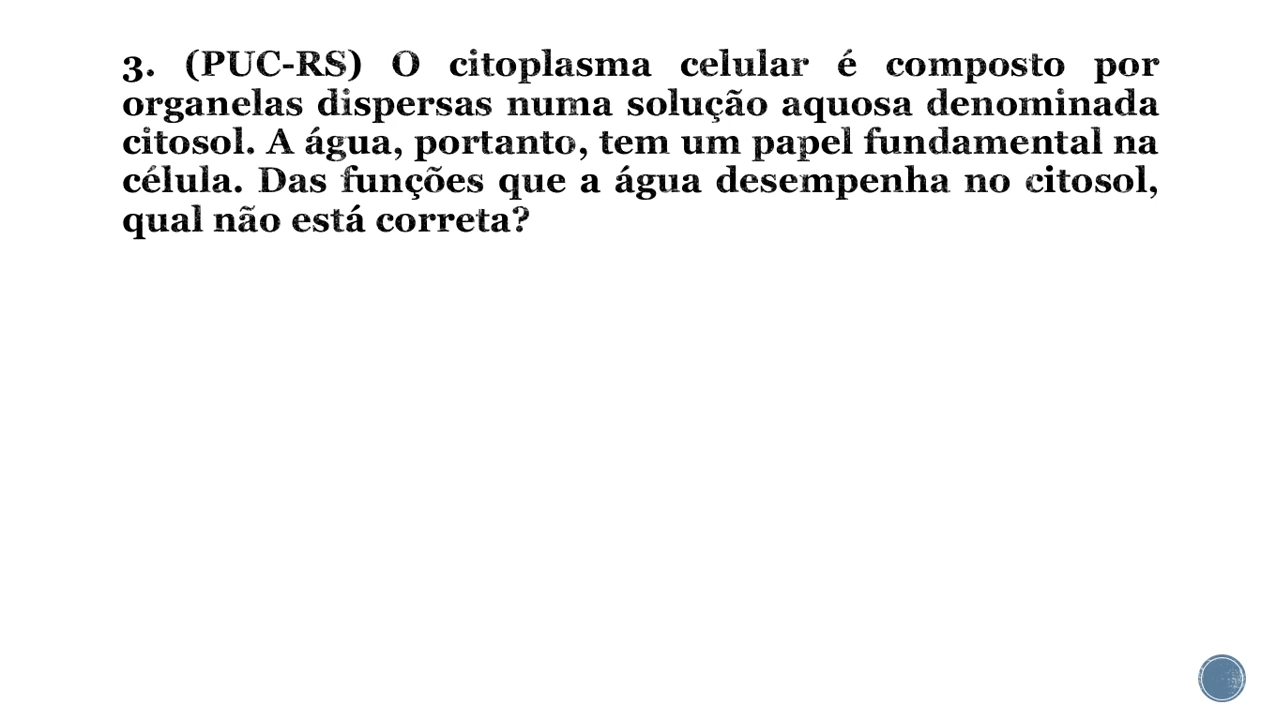 3. (PUC-RS) O citoplasma celular é composto por
organelas dispersas numa solução aquosa denominada
citosol. A água, portanto, tem um papel fundamental na
célula. Das funções que a água desempenha no citosol,
qual não está correta?